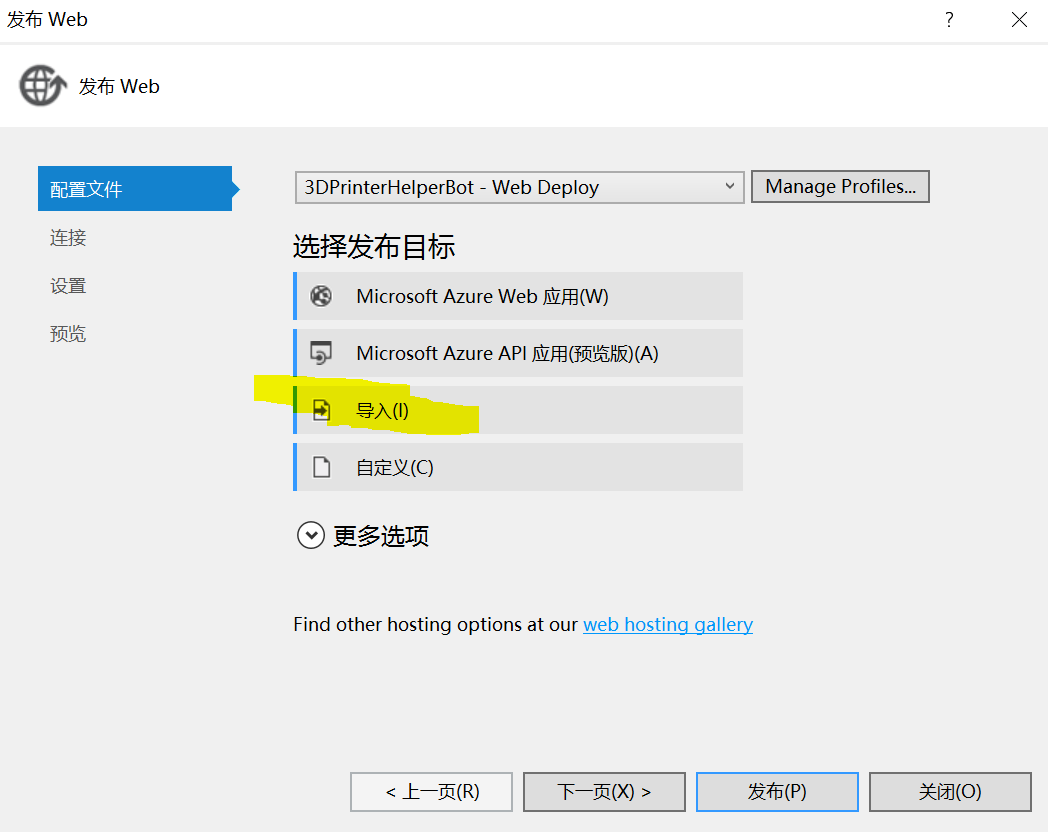 发布 Web
?
发布 Web
配置文件
连接
设置
预览
3DPrinterHelperBot - Web Deploy
Manage Profiles...
选择发布目标
Microsoft Azure Web 应用(W)
Microsoft Azure API 应用(预览版)(A)
导入(I)
自定义(C)
更多选项
Find other hosting options at our web hosting gallery
< 上一页(R)
下一页(X) >
发布(P)
关闭(O)